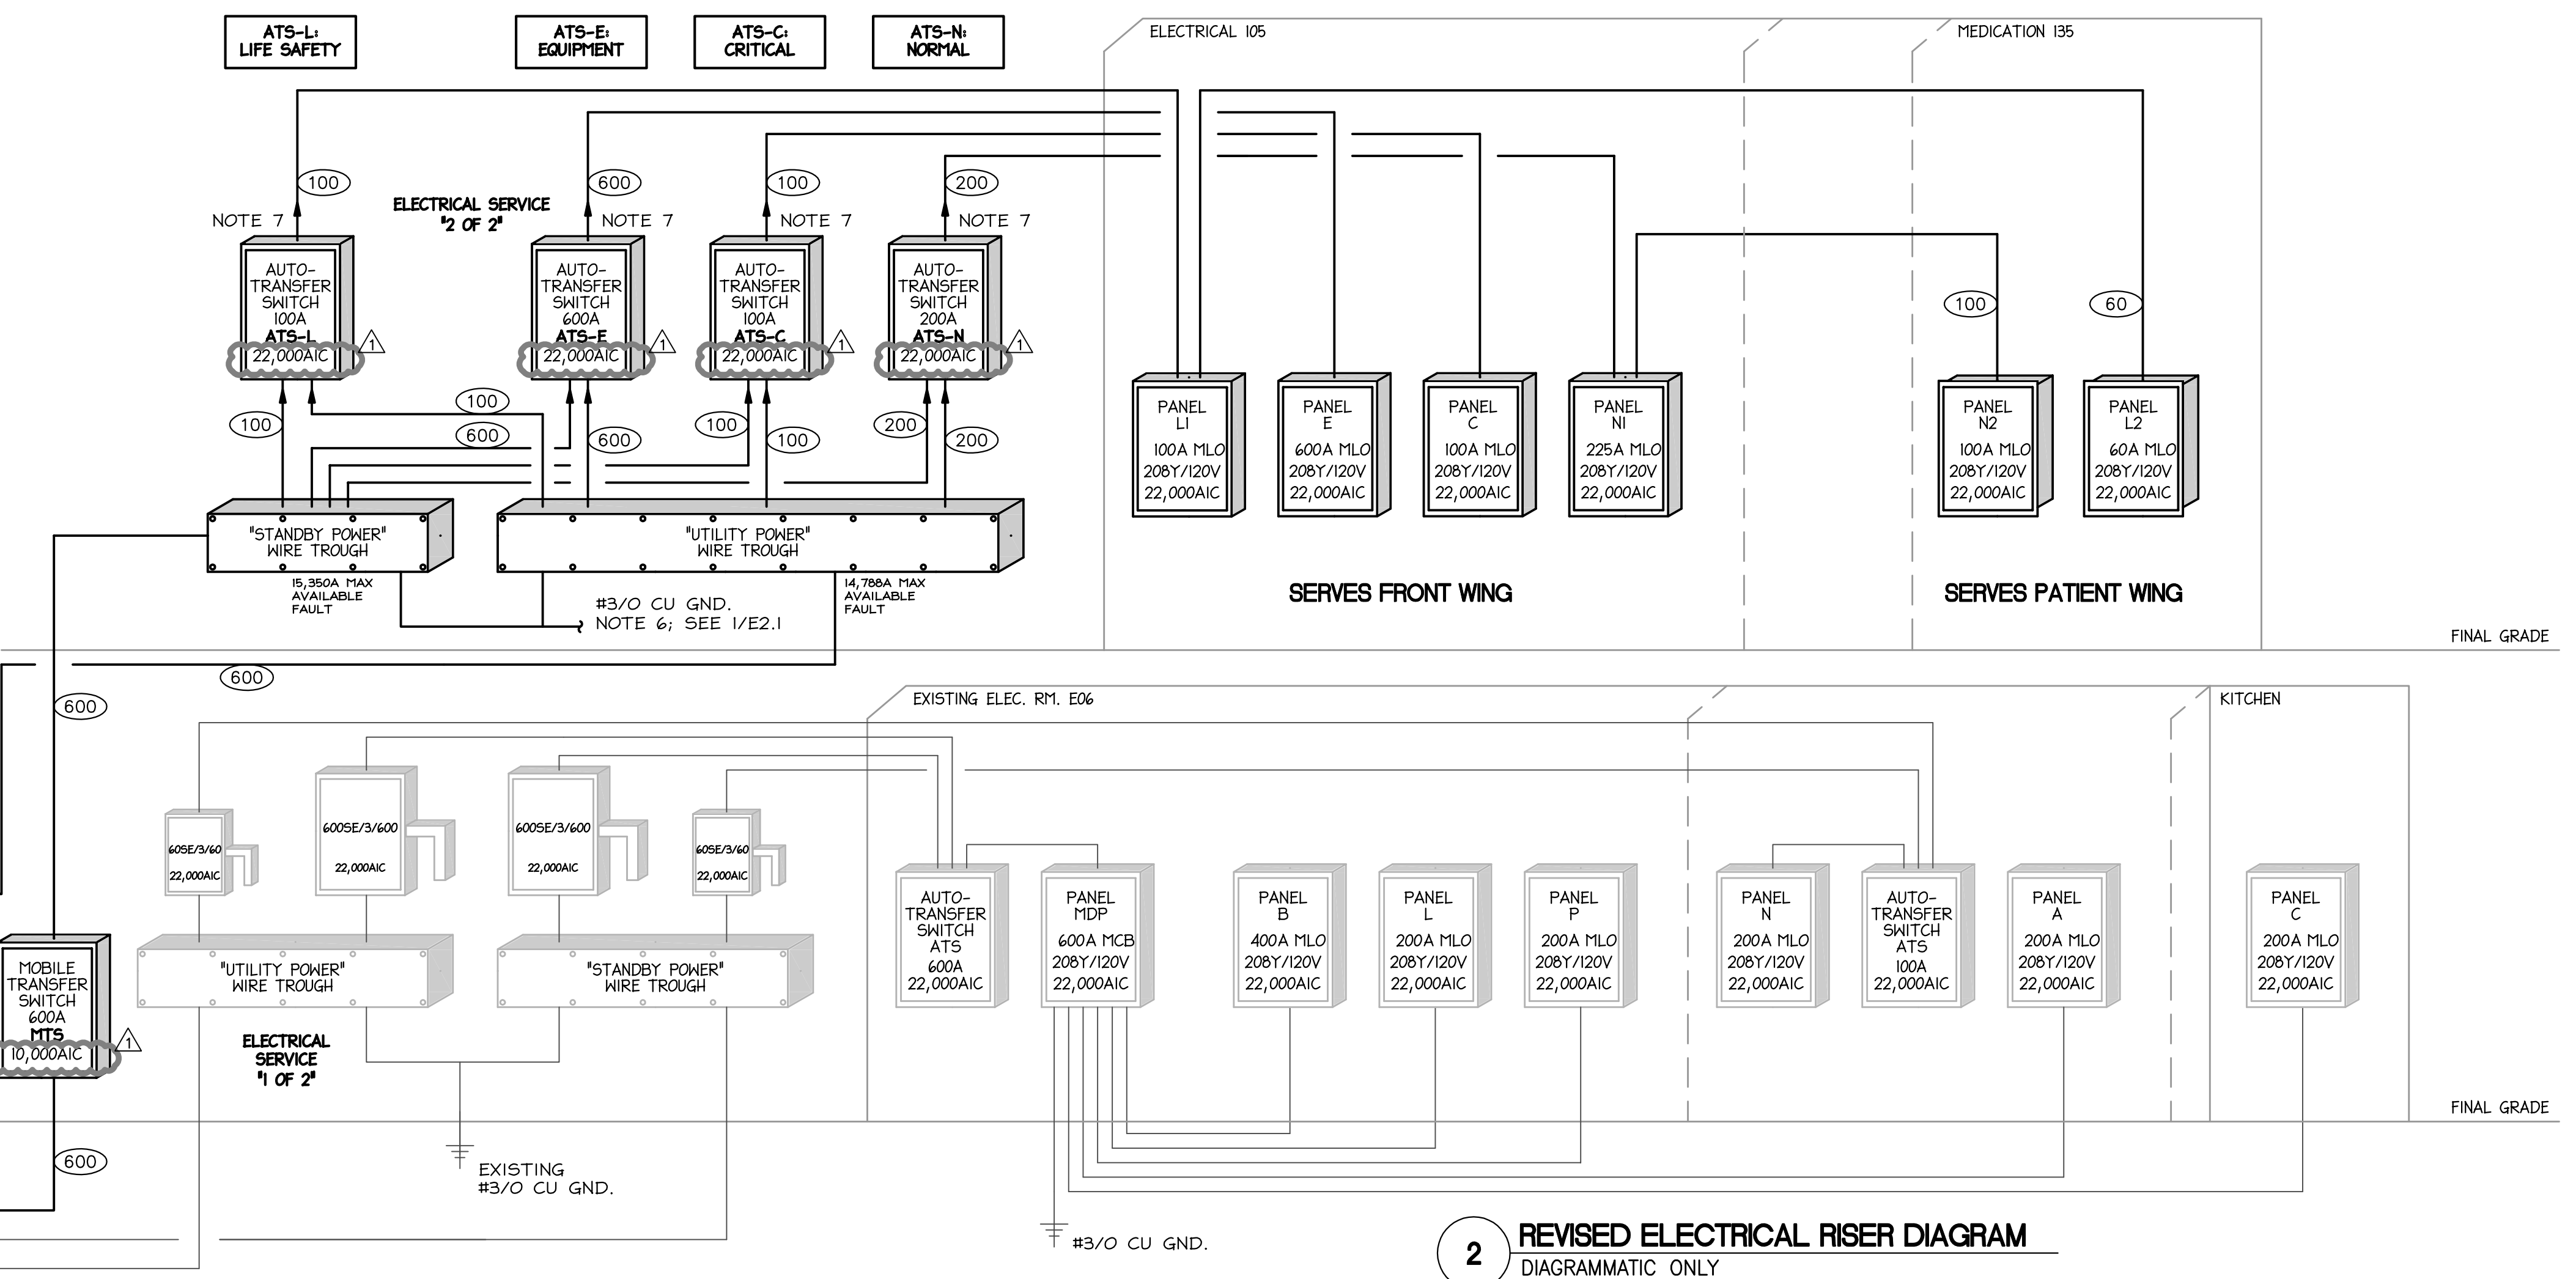 ATS-L:
LIFE SAFETY
ATS-E:
EQUIPMENT
ATS-C:
CRITICAL
ATS-N:
NORMAL
ELECTRICAL 105
MEDICATION 135
100
600
100
200
ELECTRICAL SERVICE
"2 OF 2"
NOTE 7
NOTE 7
NOTE 7
NOTE 7
AUTO-
TRANSFER
SWITCH
100A
ATS-L
22,000AIC
1
AUTO-
TRANSFER
SWITCH
600A
ATS-E
22,000AIC
1
AUTO-
TRANSFER
SWITCH
100A
ATS-C
22,000AIC
1
AUTO-
TRANSFER
SWITCH
200A
ATS-N
22,000AIC
1
100
60
100
100
600
600
100
100
200
200
PANEL
L1
100A MLO
208Y/120V
22,000AIC
PANEL
E
600A MLO
208Y/120V
22,000AIC
PANEL
C
100A MLO
208Y/120V
22,000AIC
PANEL
N1
225A MLO
208Y/120V
22,000AIC
PANEL
N2
100A MLO
208Y/120V
22,000AIC
PANEL
L2
60A MLO
208Y/120V
22,000AIC
"STANDBY POWER"
WIRE TROUGH
"UTILITY POWER"
WIRE TROUGH
15,350A MAX
AVAILABLE
FAULT
#3/0 CU GND.
NOTE 6; SEE 1/E2.1
14,788A MAX
AVAILABLE
FAULT
SERVES FRONT WING
SERVES PATIENT WING
FINAL GRADE
600
600
EXISTING ELEC. RM. E06
KITCHEN
60SE/3/60
22,000AIC
600SE/3/600
22,000AIC
600SE/3/600
22,000AIC
60SE/3/60
22,000AIC
AUTO-
TRANSFER
SWITCH
ATS
600A
22,000AIC
PANEL
MDP
600A MCB
208Y/120V
22,000AIC
PANEL
B
400A MLO
208Y/120V
22,000AIC
PANEL
L
200A MLO
208Y/120V
22,000AIC
PANEL
P
200A MLO
208Y/120V
22,000AIC
PANEL
N
200A MLO
208Y/120V
22,000AIC
AUTO-
TRANSFER
SWITCH
ATS
100A
22,000AIC
PANEL
A
200A MLO
208Y/120V
22,000AIC
PANEL
C
200A MLO
208Y/120V
22,000AIC
MOBILE
TRANSFER
SWITCH
600A
MTS
10,000AIC
1
"UTILITY POWER"
WIRE TROUGH
"STANDBY POWER"
WIRE TROUGH
ELECTRICAL
SERVICE
"1 OF 2"
FINAL GRADE
600
EXISTING
#3/0 CU GND.
#3/0 CU GND.
2
REVISED ELECTRICAL RISER DIAGRAM
DIAGRAMMATIC ONLY